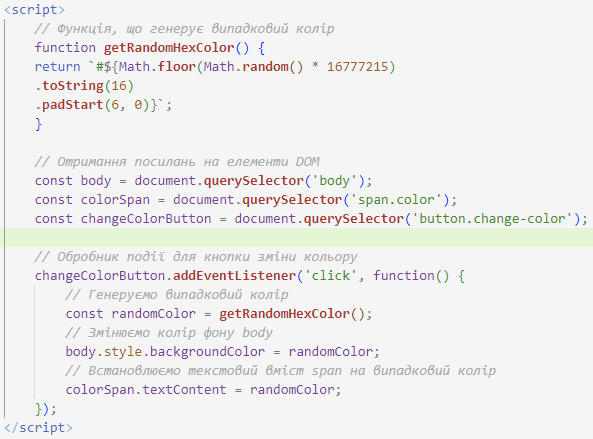 <script>
// Функція, що генерує випадковий колір
function getRandomHexColor() {
return `#${Math.floor(Math.random() * 16777215)
.toString(16)
.padStart(6, 0)}`;
}
// Отримання посилань на елементи DOM
const body = document.querySelector('body');
const colorSpan = document.querySelector('span.color');
const changeColorButton = document.querySelector('button.change-color');
// Обробник події для кнопки зміни кольору
changeColorButton.addEventListener('click', function() {
// Генеруємо випадковий колір
const randomColor = getRandomHexColor();
// Змінюємо колір фону body
body.style.backgroundColor = randomColor;
// Встановлюємо текстовий вміст span на випадковий колір
colorSpan.textContent = randomColor;
});
</script>